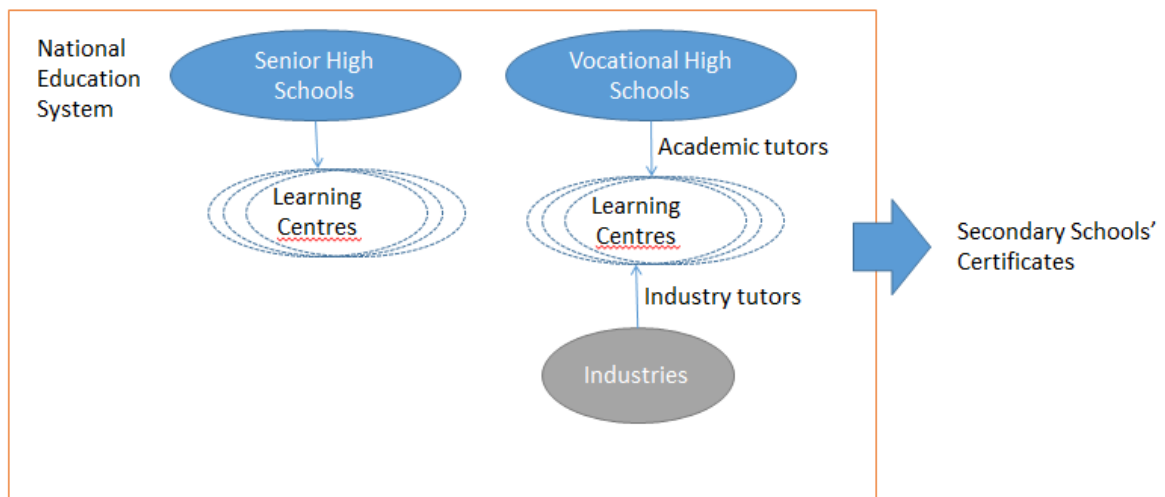 National
Education
System
Senior High
Schools
Vocational High
Schools
Academic tutors
Learning
Centres
Learning
Centres
Secondary Schools’
Certificates
Industry tutors
Industries